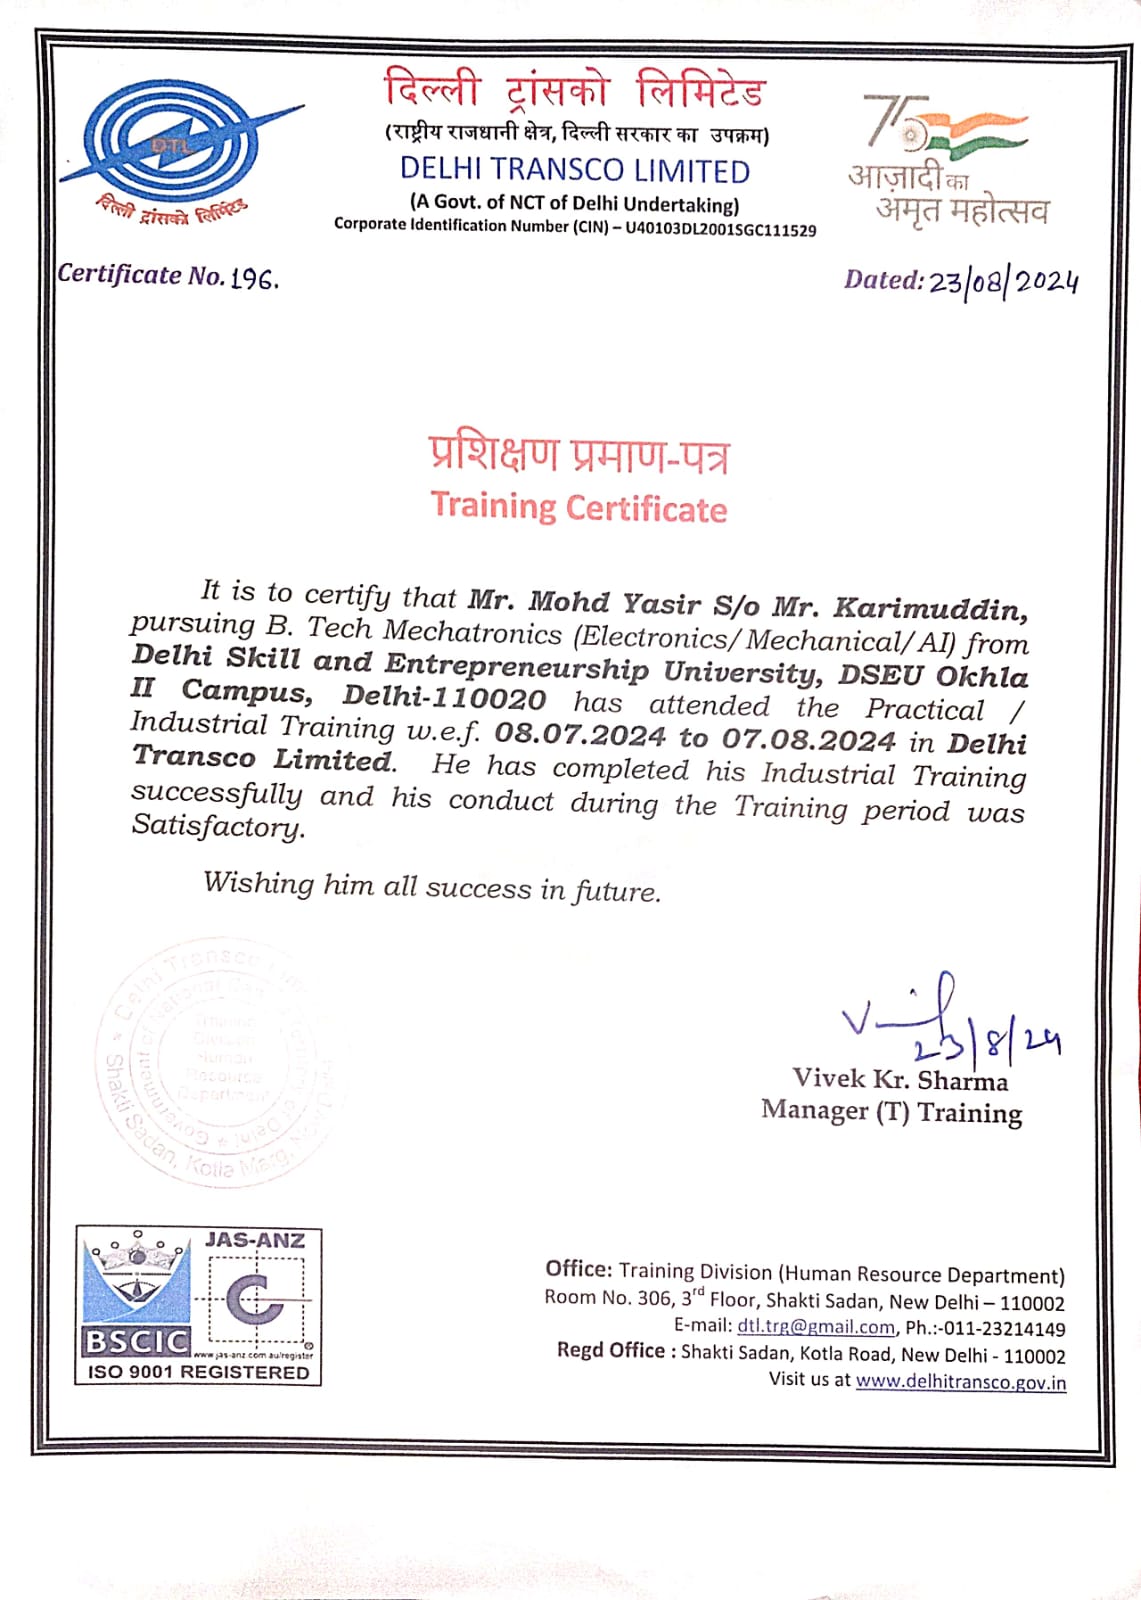 दिल्ली ट्रांसको लिमिटेड
(राष्ट्रीय राजधानी क्षेत्र, दिल्ली सरकार का उपक्रम)
DELHI TRANSCO LIMITED
(A Govt. of NCT of Delhi Undertaking)
Corporate Identification Number (CIN) – U40103DL2001SGC111529
DTL
दिल्ली ट्रांसको लिमिटेड
75
आज़ादी का
अमृत महोत्सव
Certificate No. 196.
Dated: 23/08/2024
प्रशिक्षण प्रमाण-पत्र
Training Certificate
It is to certify that Mr. Mohd Yasir S/o Mr. Karimuddin,
pursuing B. Tech Mechatronics (Electronics/Mechanical/AI) from
Delhi Skill and Entrepreneurship University, DSEU Okhla
II Campus, Delhi-110020 has attended the Practical /
Industrial Training w.e.f. 08.07.2024 to 07.08.2024 in Delhi
Transco Limited. He has completed his Industrial Training
successfully and his conduct during the Training period was
Satisfactory.
Wishing him all success in future.
Delhi Transco
Shakti Sadan, Kotla Marg,
Government of National
Training
Division
Human
Resource
Department
23/8/24
Vivek Kr. Sharma
Manager (T) Training
JAS-ANZ
BSCIC
www.jas-anz.com.au/register
ISO 9001 REGISTERED
Office: Training Division (Human Resource Department)
Room No. 306, 3rd Floor, Shakti Sadan, New Delhi – 110002
E-mail: dtl.trg@gmail.com, Ph.:-011-23214149
Regd Office : Shakti Sadan, Kotla Road, New Delhi - 110002
Visit us at www.delhitransco.gov.in